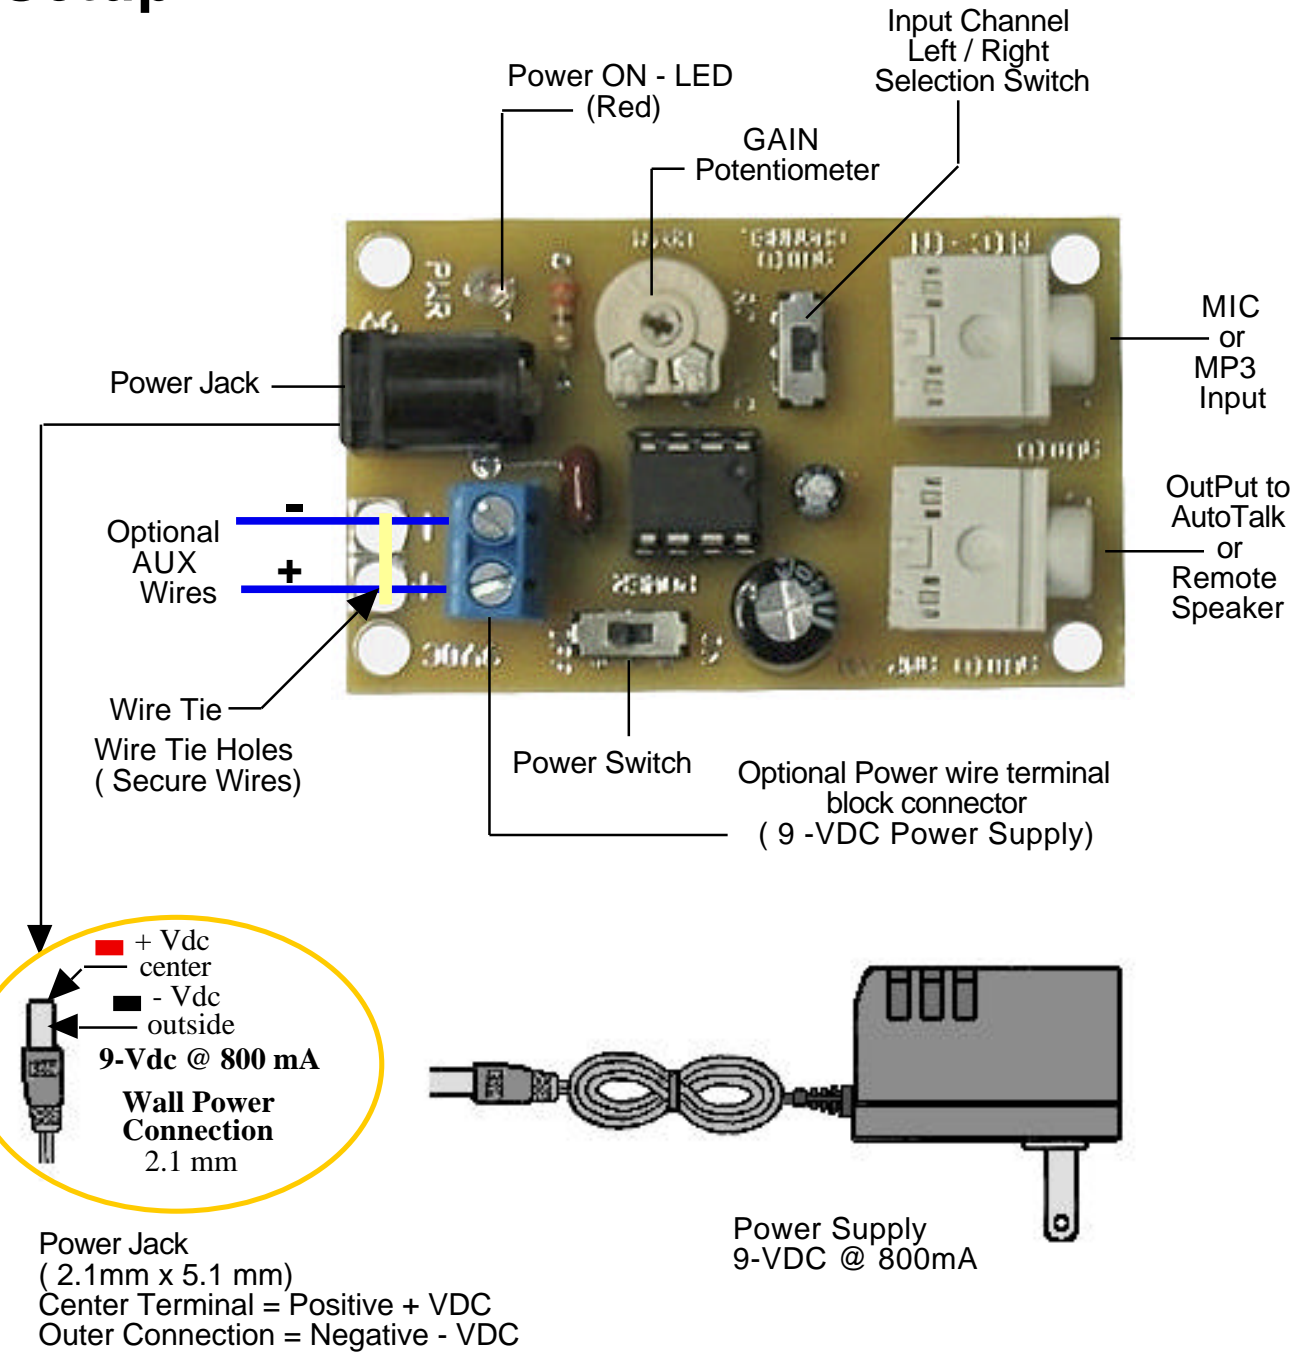 Setup
Input Channel
Left / Right
Selection Switch
Power ON - LED
(Red)
GAIN
Potentiometer
PWR
MIC
or
MP3
Input
Power Jack
OutPut to
AutoTalk
or
Remote
Speaker
-
Optional
AUX
Wires
+
POWER
9VDC
Wire Tie
Wire Tie Holes
( Secure Wires)
Power Switch
Optional Power wire terminal
block connector
( 9 -VDC Power Supply)
+ Vdc
center
- Vdc
outside
9-Vdc @ 800 mA
Wall Power
Connection
2.1 mm
Power Supply
9-VDC @ 800mA
Power Jack
( 2.1mm x 5.1 mm)
Center Terminal = Positive + VDC
Outer Connection = Negative - VDC